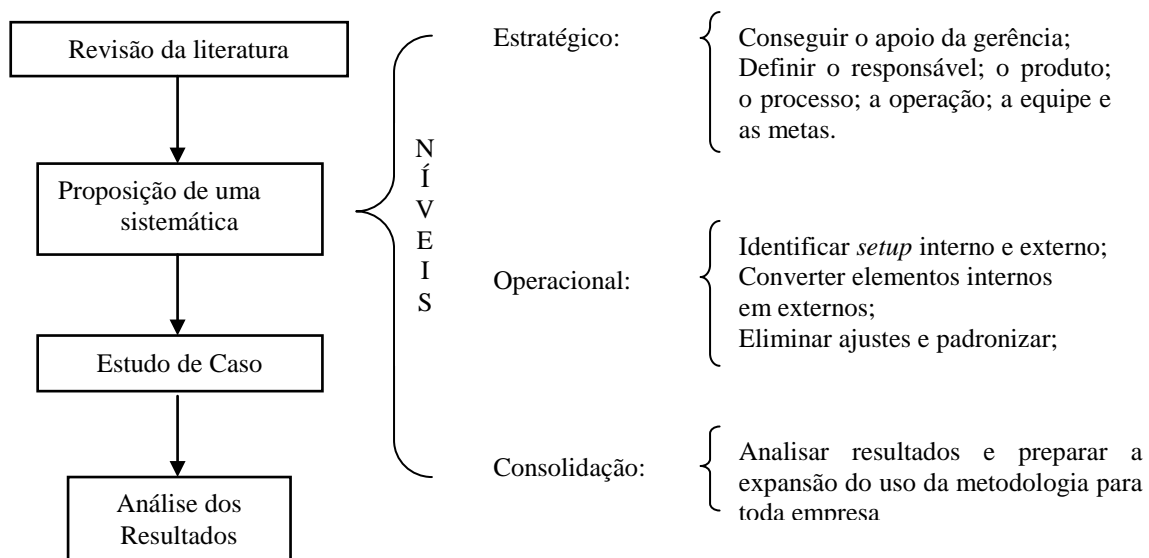 Revisão da literatura
Proposição de uma
sistemática
Estudo de Caso
Análise dos
Resultados
N
Í
V
E
I
S
Estratégico:
Conseguir o apoio da gerência;
Definir o responsável; o produto;
o processo; a operação; a equipe e
as metas.
Operacional:
Identificar setup interno e externo;
Converter elementos internos
em externos;
Eliminar ajustes e padronizar;
Consolidação:
Analisar resultados e preparar a
expansão do uso da metodologia para
toda empresa